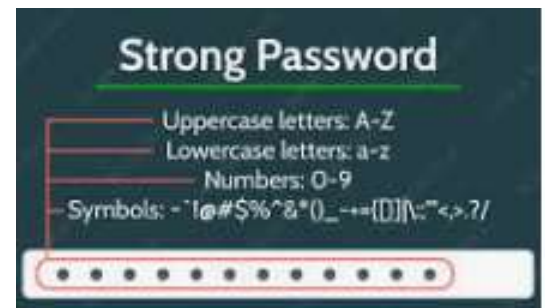 Strong Password
Uppercase letters: A-Z
Lowercase letters: a-z
Numbers: 0-9
Symbols: ~`!@#$%^&*()_-+={[}]|\:;"'<,>.?/